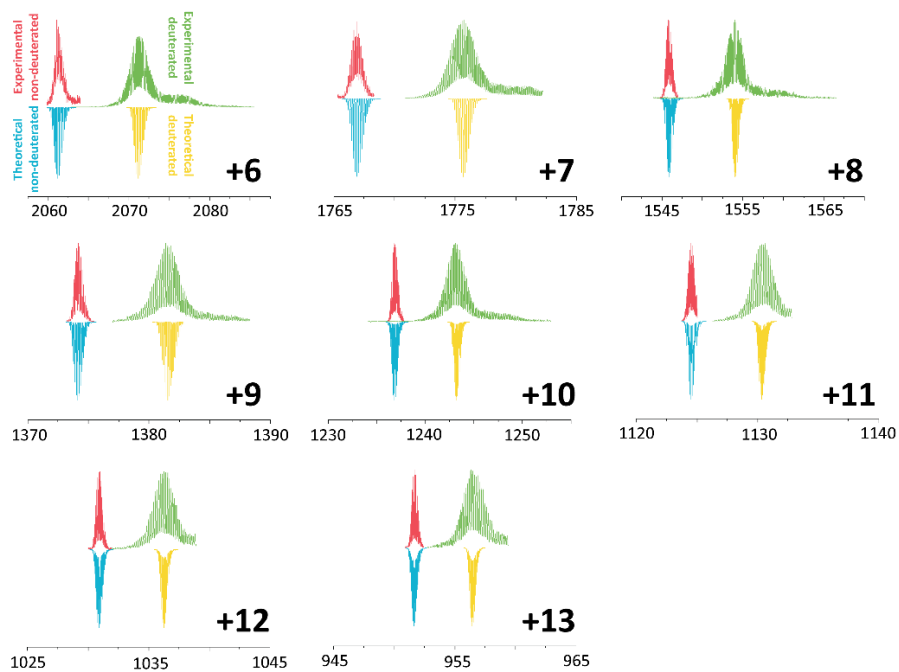 Experimental
non-deuterated
Experimental
deuterated
Theoretical
non-deuterated
Theoretical
deuterated
+6
2060 2070 2080
+7
1765 1775 1785
+8
1545 1555 1565
+9
1370 1380 1390
+10
1230 1240 1250
+11
1120 1130 1140
+12
1025 1035 1045
+13
945 955 965